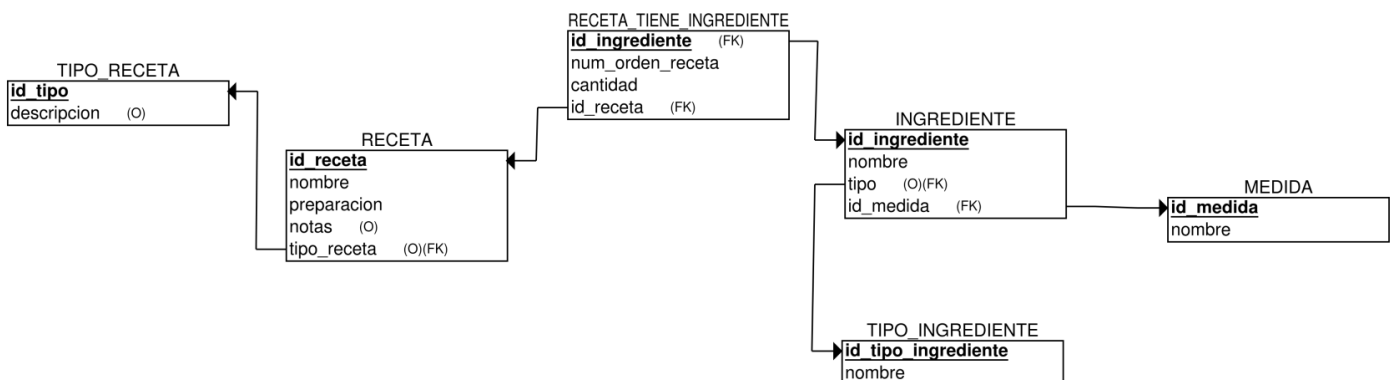 RECETA_TIENE_INGREDIENTE
id_ingrediente (FK)
num_orden_receta
cantidad
id_receta (FK)
TIPO_RECETA
id_tipo
descripcion (O)
RECETA
id_receta
nombre
preparacion
notas (O)
tipo_receta (O)(FK)
INGREDIENTE
id_ingrediente
nombre
tipo (O)(FK)
id_medida (FK)
MEDIDA
id_medida
nombre
TIPO_INGREDIENTE
id_tipo_ingrediente
nombre